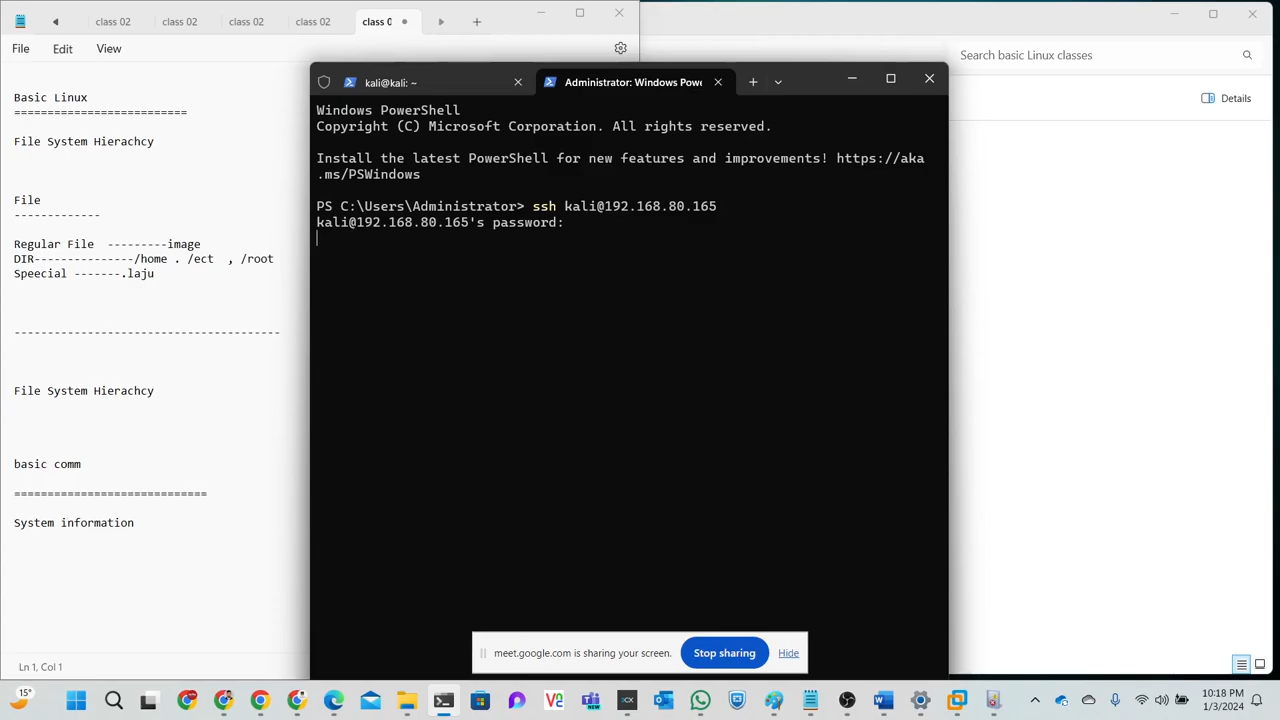 class 02
class 02
class 02
class 02
class 0
File
Edit
View
Basic Linux
==========================
File System Hierachcy
File
-------------
Regular File  ---------image
DIR---------------/home . /ect  , /root
Speecial -------.laju
----------------------------------------
File System Hierachcy
basic comm
=============================
System information
Ln 1, Col 1
kali@kali: ~
Administrator: Windows Powe
Windows PowerShell
Copyright (C) Microsoft Corporation. All rights reserved.
Install the latest PowerShell for new features and improvements! https://aka
.ms/PSWindows
PS C:\Users\Administrator> ssh kali@192.168.80.165
kali@192.168.80.165's password:
Search basic Linux classes
Details
meet.google.com is sharing your screen.
Stop sharing
Hide
15°
NEW
10:18 PM
1/3/2024